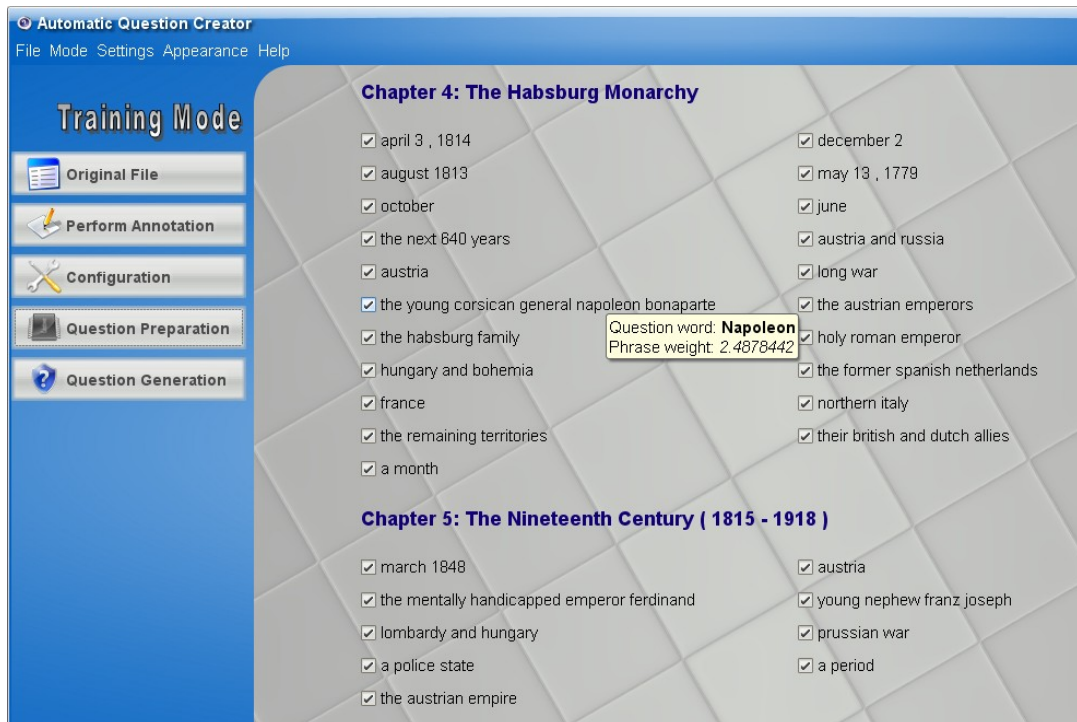 Automatic Question Creator
File Mode Settings Appearance Help
Training Mode
Original File
Perform Annotation
Configuration
Question Preparation
Question Generation
Chapter 4: The Habsburg Monarchy
april 3 , 1814
december 2
august 1813
may 13 , 1779
october
june
the next 640 years
austria and russia
austria
long war
the young corsican general napoleon bonaparte
the austrian emperors
Question word: Napoleon
Phrase weight: 2.4878442
the habsburg family
holy roman emperor
hungary and bohemia
the former spanish netherlands
france
northern italy
the remaining territories
their british and dutch allies
a month
Chapter 5: The Nineteenth Century ( 1815 - 1918 )
march 1848
austria
the mentally handicapped emperor ferdinand
young nephew franz joseph
lombardy and hungary
prussian war
a police state
a period
the austrian empire